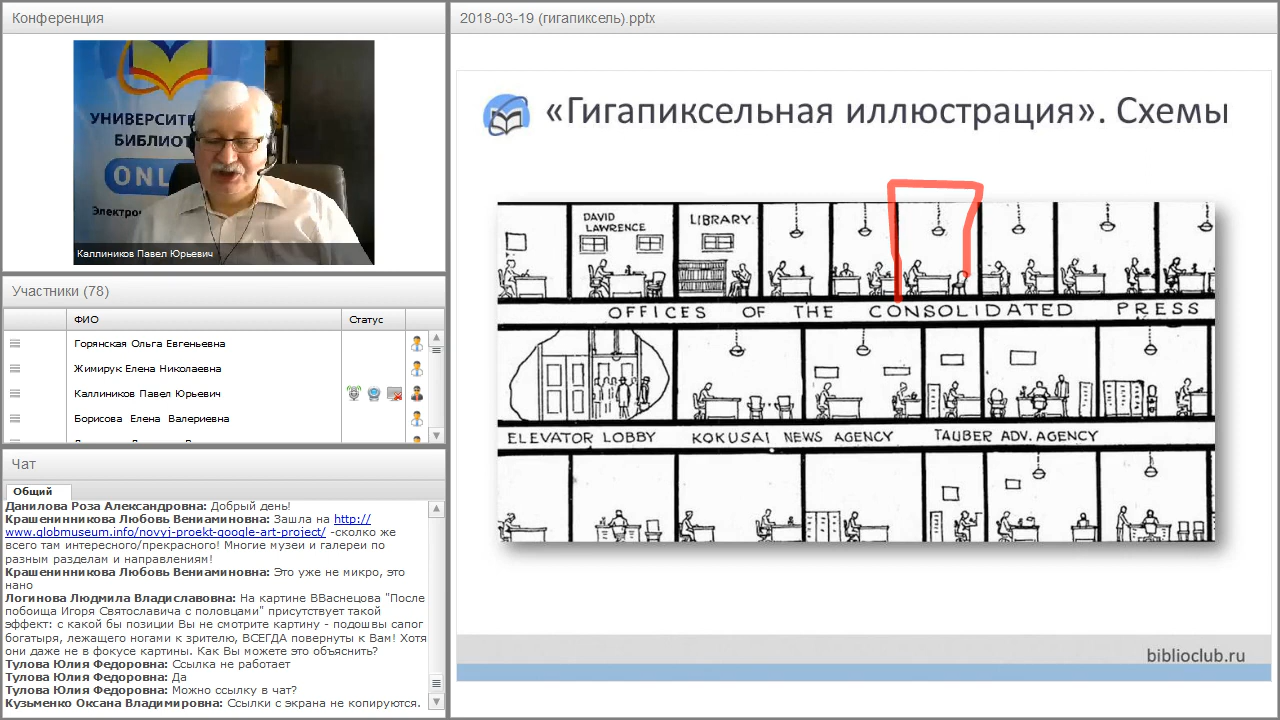 Конференция
УНИВЕРСИТЕ
БИБЛИОТ
ONL
Электро
Каллиников Павел Юрьевич
Участники (78)
ФИО
Статус
Горянская Ольга Евгеньевна
Жимирук Елена Николаевна
Каллиников Павел Юрьевич
Борисова Елена Валериевна
Чат
Общий
Данилова Роза Александровна: Добрый день!
Крашенинникова Любовь Вениаминовна: Зашла на http://
www.globmuseum.info/novyj-proekt-google-art-project/ -сколько же
всего там интересного/прекрасного! Многие музеи и галереи по
разным разделам и направлениям!
Крашенинникова Любовь Вениаминовна: Это уже не микро, это
нано
Логинова Людмила Владиславовна: На картине ВВаснецова "После
побоища Игоря Святославича с половцами" присутствует такой
эффект: с какой бы позиции Вы не смотрите картину - подошвы сапог
богатыря, лежащего ногами к зрителю, ВСЕГДА повернуты к Вам! Хотя
они даже не в фокусе картины. Как Вы можете это объяснить?
Тулова Юлия Федоровна: Ссылка не работает
Тулова Юлия Федоровна: Да
Тулова Юлия Федоровна: Можно ссылку в чат?
Кузьменко Оксана Владимировна: Ссылки с экрана не копируются.
2018-03-19 (гигапиксель).pptx
«Гигапиксельная иллюстрация». Схемы
DAVID
LAWRENCE
LIBRARY
OFFICES OF THE CONSOLIDATED PRESS
ELEVATOR LOBBY
KOKUSAI NEWS AGENCY
TAUBER ADV. AGENCY
biblioclub.ru